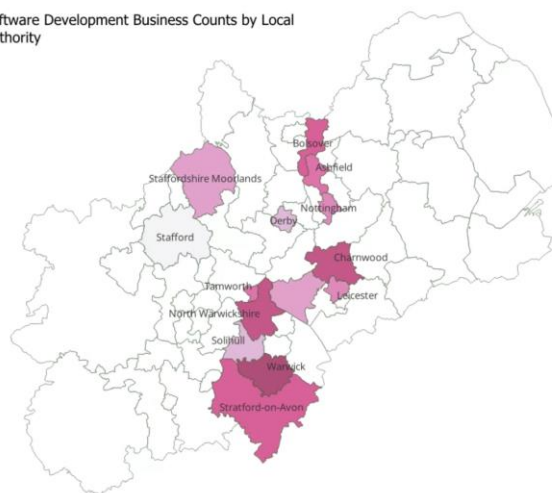 ftware Development Business Counts by Local
thority
Bolsover
Ashfield
Staffordshire Moorlands
Nottingham
Derby
Stafford
Charnwood
Tamworth
Leicester
North Warwickshire
Solihull
Warwick
Stratford-on-Avon